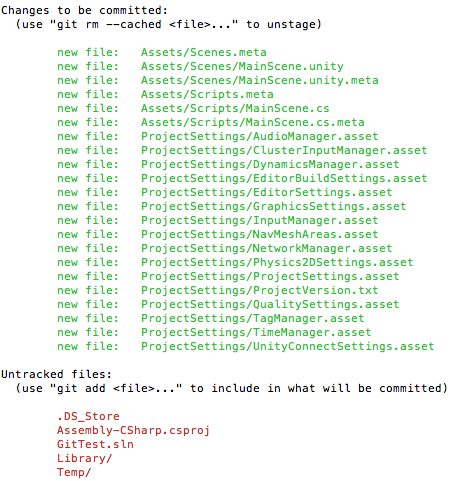 Changes to be committed:
(use "git rm --cached <file>..." to unstage)
new file:   Assets/Scenes.meta
new file:   Assets/Scenes/MainScene.unity
new file:   Assets/Scenes/MainScene.unity.meta
new file:   Assets/Scripts.meta
new file:   Assets/Scripts/MainScene.cs
new file:   Assets/Scripts/MainScene.cs.meta
new file:   ProjectSettings/AudioManager.asset
new file:   ProjectSettings/ClusterInputManager.asset
new file:   ProjectSettings/DynamicsManager.asset
new file:   ProjectSettings/EditorBuildSettings.asset
new file:   ProjectSettings/EditorSettings.asset
new file:   ProjectSettings/GraphicsSettings.asset
new file:   ProjectSettings/InputManager.asset
new file:   ProjectSettings/NavMeshAreas.asset
new file:   ProjectSettings/NetworkManager.asset
new file:   ProjectSettings/Physics2DSettings.asset
new file:   ProjectSettings/ProjectSettings.asset
new file:   ProjectSettings/ProjectVersion.txt
new file:   ProjectSettings/QualitySettings.asset
new file:   ProjectSettings/TagManager.asset
new file:   ProjectSettings/TimeManager.asset
new file:   ProjectSettings/UnityConnectSettings.asset
Untracked files:
(use "git add <file>..." to include in what will be committed)
.DS_Store
Assembly-CSharp.csproj
GitTest.sln
Library/
Temp/